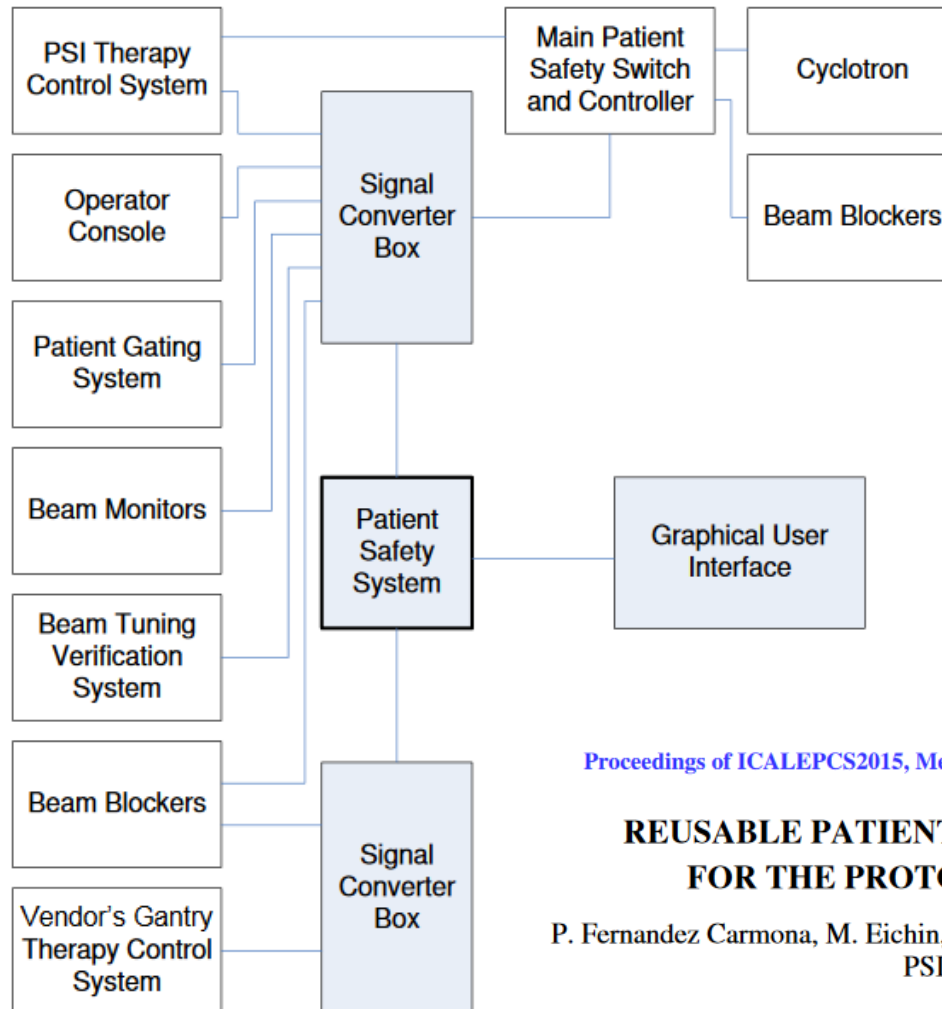 PSI Therapy
Control System
Main Patient
Safety Switch
and Controller
Cyclotron
Operator
Console
Signal
Converter
Box
Beam Blockers
Patient Gating
System
Beam Monitors
Patient
Safety
System
Graphical User
Interface
Beam Tuning
Verification
System
Beam Blockers
Signal
Converter
Box
Vendor's Gantry
Therapy Control
System
Proceedings of ICALEPCS2015, Me
REUSABLE PATIENT
FOR THE PROTO
P. Fernandez Carmona, M. Eichin,
PSI